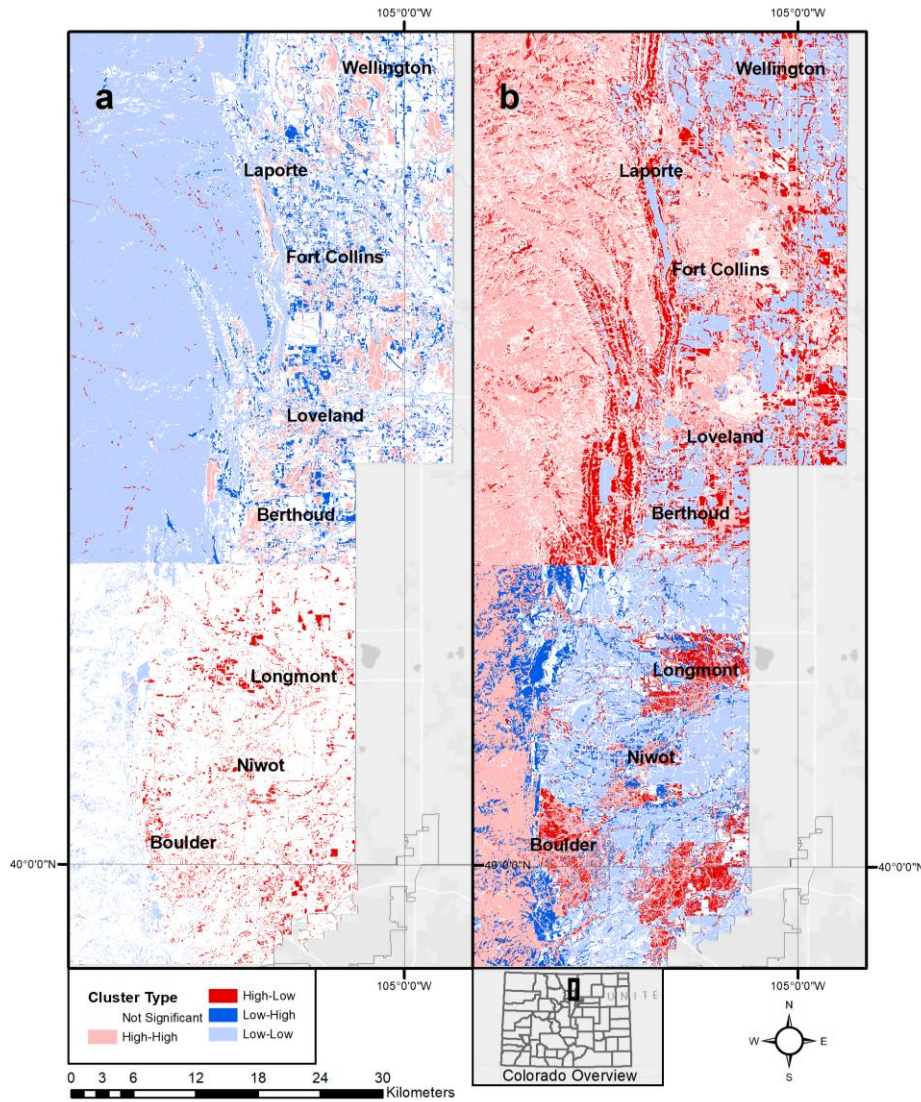 105°0'0"W
105°0'0"W
a
Wellington
Laporte
Fort Collins
Loveland
Berthoud
Longmont
Niwot
Boulder
b
Wellington
Laporte
Fort Collins
Loveland
Berthoud
Longmont
Niwot
Boulder
40°0'0"N
40°0'0"N
40°0'0"N
105°0'0"W
105°0'0"W
Cluster Type
Not Significant
High-High
High-Low
Low-High
Low-Low
0 3 6 12 18 24 30
Kilometers
UNITE
Colorado Overview
N
W E
S